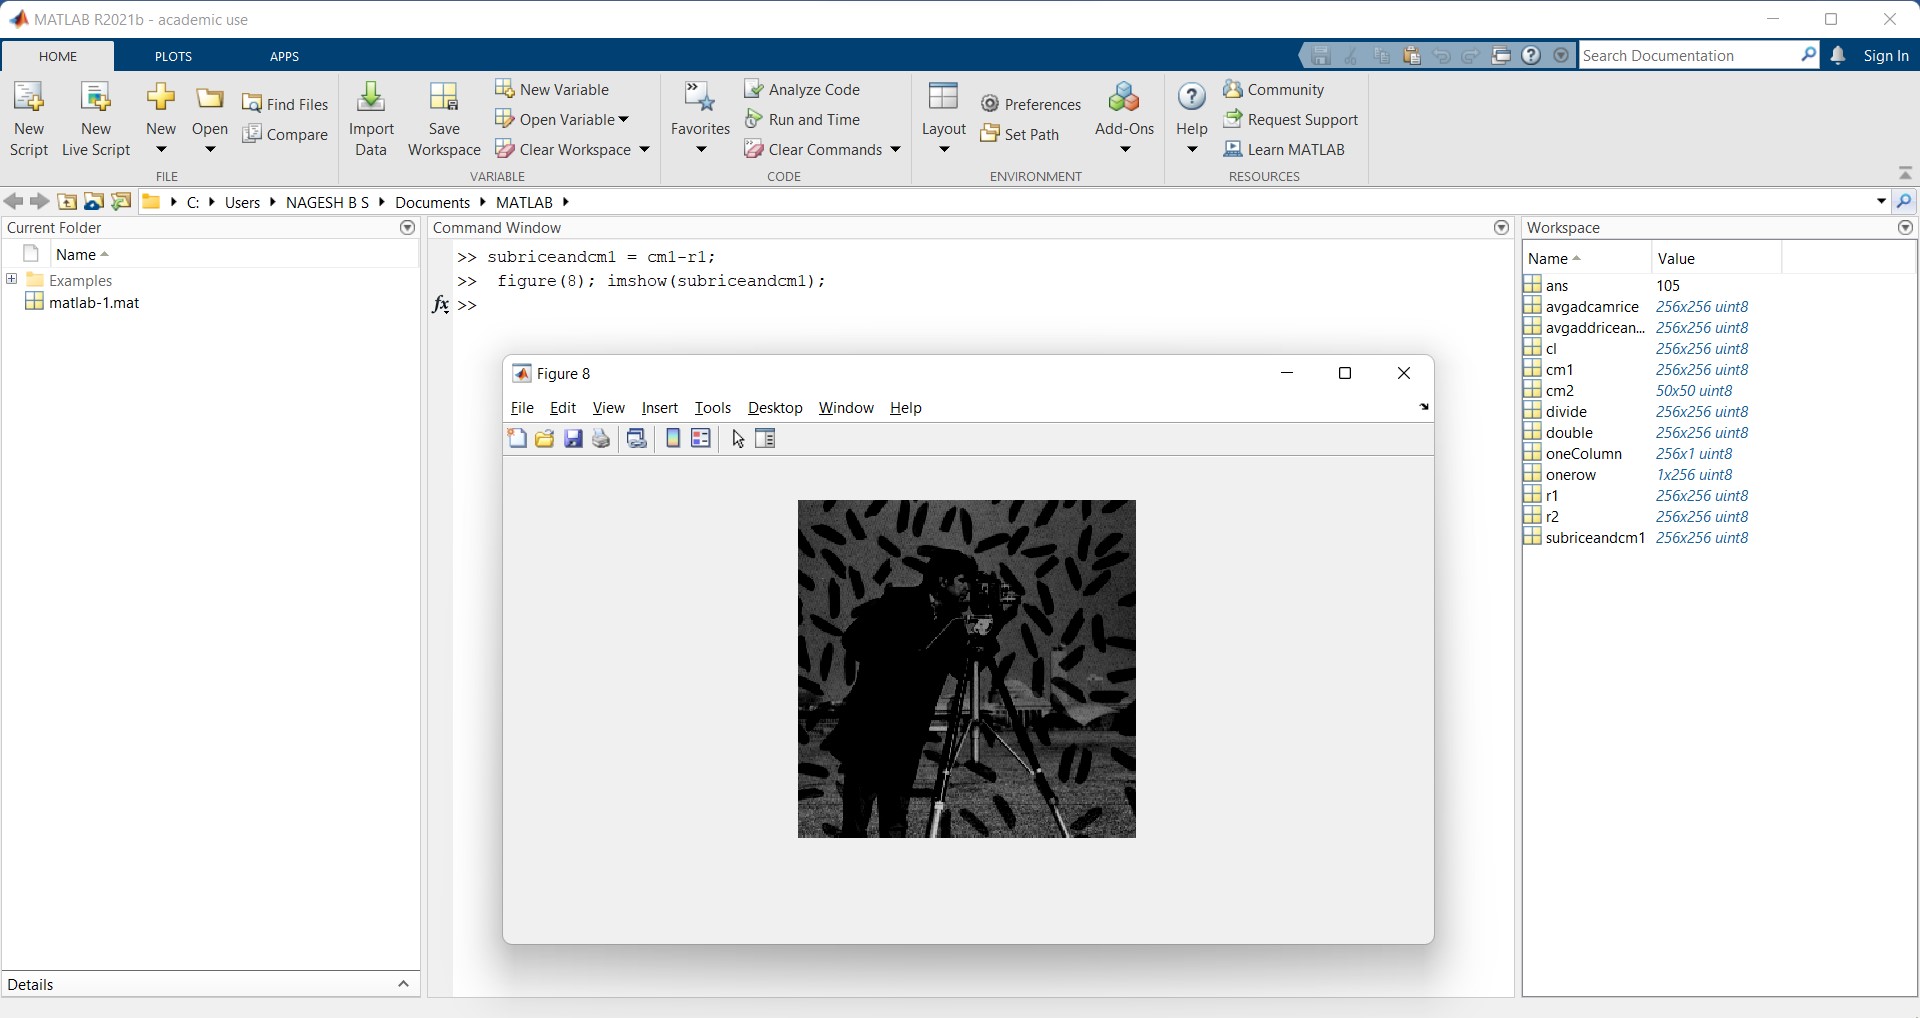 MATLAB R2021b - academic use
HOME PLOTS APPS
Search Documentation
Sign In
New Script
New Live Script
New
Open
Find Files
Compare
FILE
Import Data
Save Workspace
New Variable
Open Variable
Clear Workspace
VARIABLE
Favorites
Analyze Code
Run and Time
Clear Commands
CODE
Layout
Preferences
Set Path
Add-Ons
ENVIRONMENT
Help
Community
Request Support
Learn MATLAB
RESOURCES
C: Users NAGESH B S Documents MATLAB
Current Folder
Name
Examples
matlab-1.mat
Details
Command Window
>> subriceandcm1 = cm1-r1;
>> figure(8); imshow(subriceandcm1);
fx >>
Figure 8
File Edit View Insert Tools Desktop Window Help
Workspace
Name Value
ans 105
avgadcamrice 256x256 uint8
avgaddricean... 256x256 uint8
cl 256x256 uint8
cm1 256x256 uint8
cm2 50x50 uint8
divide 256x256 uint8
double 256x256 uint8
oneColumn 256x1 uint8
onerow 1x256 uint8
r1 256x256 uint8
r2 256x256 uint8
subriceandcm1 256x256 uint8